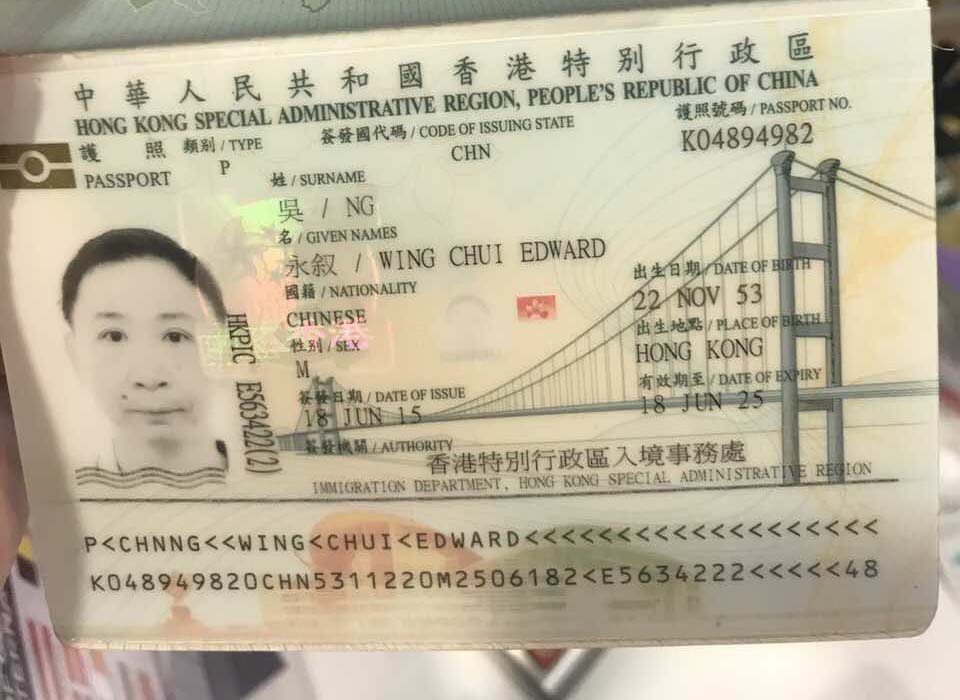 中華人民共和國香港特別行政區
HONG KONG SPECIAL ADMINISTRATIVE REGION, PEOPLE'S REPUBLIC OF CHINA
護照 類別 / TYPE 簽發國代碼 / CODE OF ISSUING STATE 護照號碼 / PASSPORT NO.
PASSPORT P CHN K04894982
姓 / SURNAME
吳 / NG
名 / GIVEN NAMES
永叙 / WING CHUI EDWARD
國籍 / NATIONALITY 出生日期 / DATE OF BIRTH
CHINESE 22 NOV 53
性別 / SEX 出生地點 / PLACE OF BIRTH
M HONG KONG
簽發日期 / DATE OF ISSUE 有效期至 / DATE OF EXPIRY
18 JUN 15 18 JUN 25
簽發機關 / AUTHORITY
香港特別行政區入境事務處
IMMIGRATION DEPARTMENT, HONG KONG SPECIAL ADMINISTRATIVE REGION
HKPIC E563422(2)
P<CHNNG<<WING<CHUI<EDWARD<<<<<<<<<<<<<<<<<<<
K048949820CHN5311220M2506182<E5634222<<<<<48